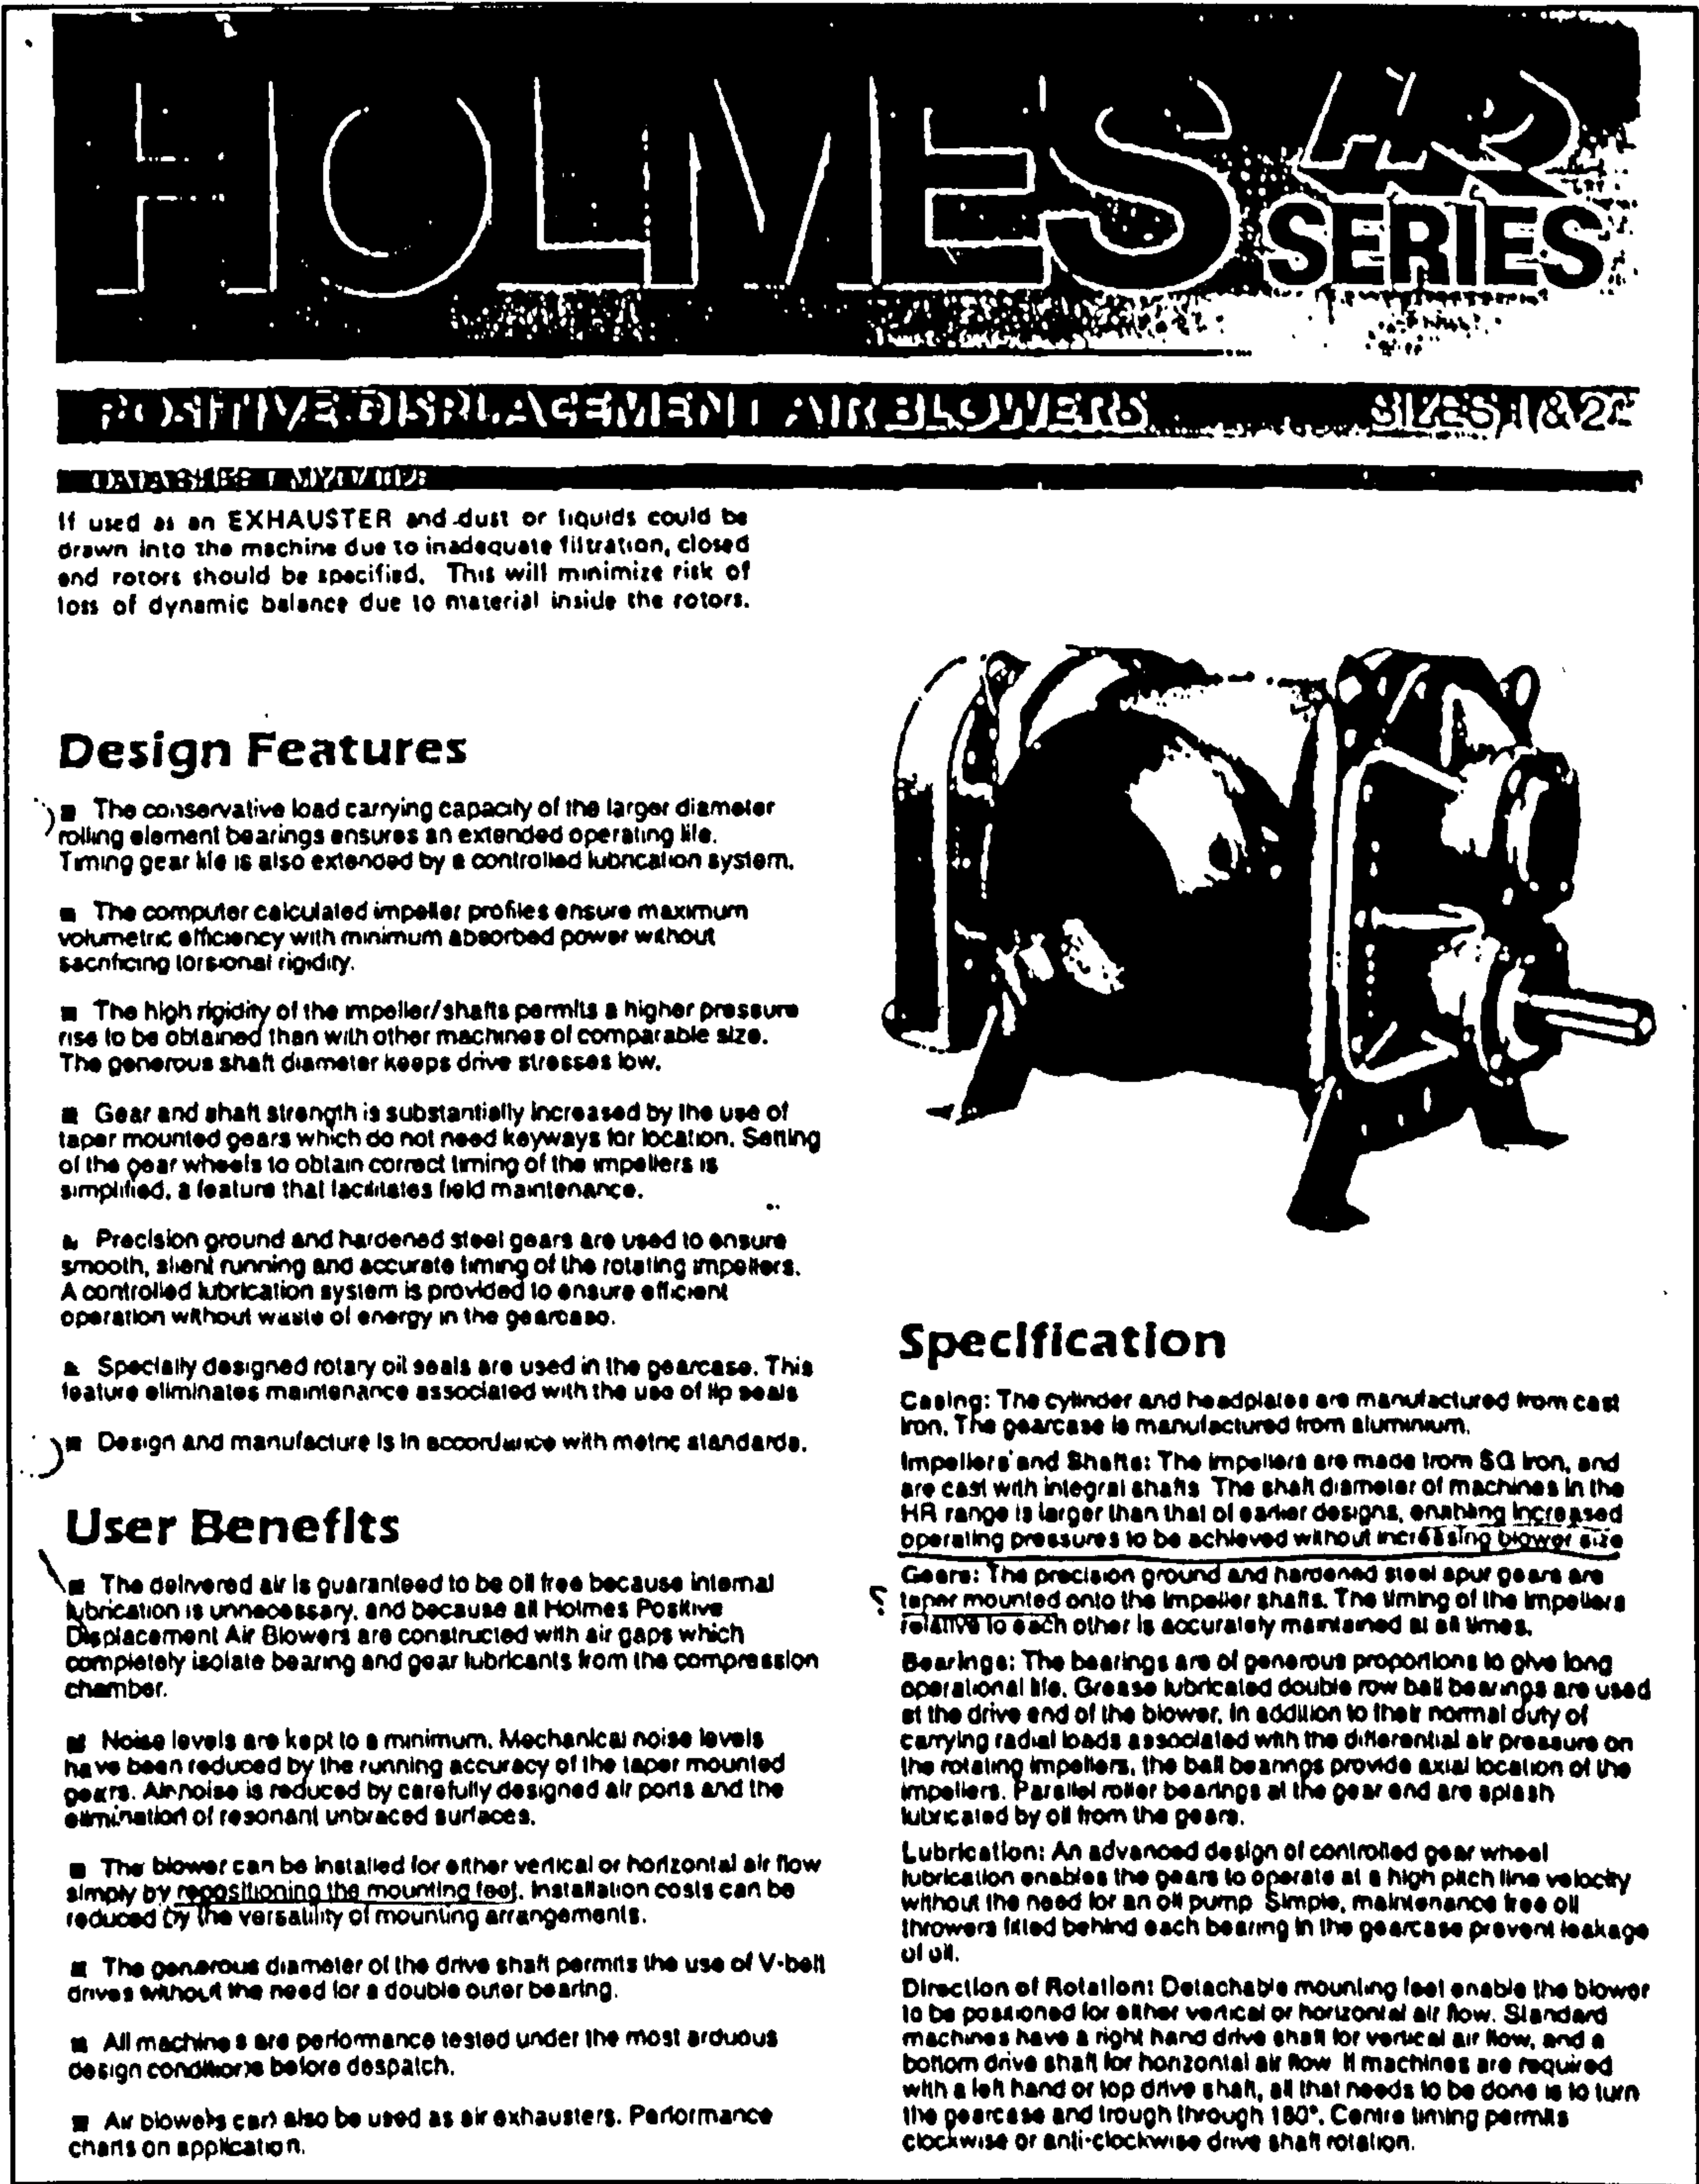 HOLMES HR
SERIES
POSITIVE DISPLACEMENT AIR BLOWERS SIZES 1 & 2
If used as an EXHAUSTER and dust or liquids could be
drawn into the machine due to inadequate filtration, closed
end rotors should be specified. This will minimize risk of
loss of dynamic balance due to material inside the rotors.
Design Features
■ The conservative load carrying capacity of the larger diameter
rolling element bearings ensures an extended operating life.
Timing gear life is also extended by a controlled lubrication system.
■ The computer calculated impeller profiles ensure maximum
volumetric efficiency with minimum absorbed power without
sacrificing torsional rigidity.
■ The high rigidity of the impeller/shafts permits a higher pressure
rise to be obtained than with other machines of comparable size.
The generous shaft diameter keeps drive stresses low.
■ Gear and shaft strength is substantially increased by the use of
taper mounted gears which do not need keyways for location. Setting
of the gear wheels to obtain correct timing of the impellers is
simplified, a feature that facilitates field maintenance.
■ Precision ground and hardened steel gears are used to ensure
smooth, silent running and accurate timing of the rotating impellers.
A controlled lubrication system is provided to ensure efficient
operation without waste of energy in the gearcase.
■ Specially designed rotary oil seals are used in the gearcase. This
feature eliminates maintenance associated with the use of lip seals
■ Design and manufacture is in accordance with metric standards.
User Benefits
■ The delivered air is guaranteed to be oil free because internal
lubrication is unnecessary, and because all Holmes Positive
Displacement Air Blowers are constructed with air gaps which
completely isolate bearing and gear lubricants from the compression
chamber.
■ Noise levels are kept to a minimum. Mechanical noise levels
have been reduced by the running accuracy of the taper mounted
gears. Air noise is reduced by carefully designed air ports and the
elimination of resonant unbraced surfaces.
■ The blower can be installed for either vertical or horizontal air flow
simply by repositioning the mounting feet. Installation costs can be
reduced by the versatility of mounting arrangements.
■ The generous diameter of the drive shaft permits the use of V-belt
drives without the need for a double outer bearing.
■ All machines are performance tested under the most arduous
design conditions before despatch.
■ Air blowers can also be used as air exhausters. Performance
charts on application.
Specification
Casing: The cylinder and headplates are manufactured from cast
iron. The gearcase is manufactured from aluminium.
Impellers and Shafts: The impellers are made from SG iron, and
are cast with integral shafts The shaft diameter of machines in the
HR range is larger than that of earlier designs, enabling increased
operating pressures to be achieved without increasing blower size
Gears: The precision ground and hardened steel spur gears are
taper mounted onto the impeller shafts. The timing of the impellers
relative to each other is accurately maintained at all times.
Bearings: The bearings are of generous proportions to give long
operational life. Grease lubricated double row ball bearings are used
at the drive end of the blower. In addition to their normal duty of
carrying radial loads associated with the differential air pressure on
the rotating impellers, the ball bearings provide axial location of the
impellers. Parallel roller bearings at the gear end are splash
lubricated by oil from the gears.
Lubrication: An advanced design of controlled gear wheel
lubrication enables the gears to operate at a high pitch line velocity
without the need for an oil pump Simple, maintenance free oil
throwers fitted behind each bearing in the gearcase prevent leakage
of oil.
Direction of Rotation: Detachable mounting feet enable the blower
to be positioned for either vertical or horizontal air flow. Standard
machines have a right hand drive shaft for vertical air flow, and a
bottom drive shaft for horizontal air flow If machines are required
with a left hand or top drive shaft, all that needs to be done is to turn
the gearcase and trough through 180°. Centre timing permits
clockwise or anti-clockwise drive shaft rotation.